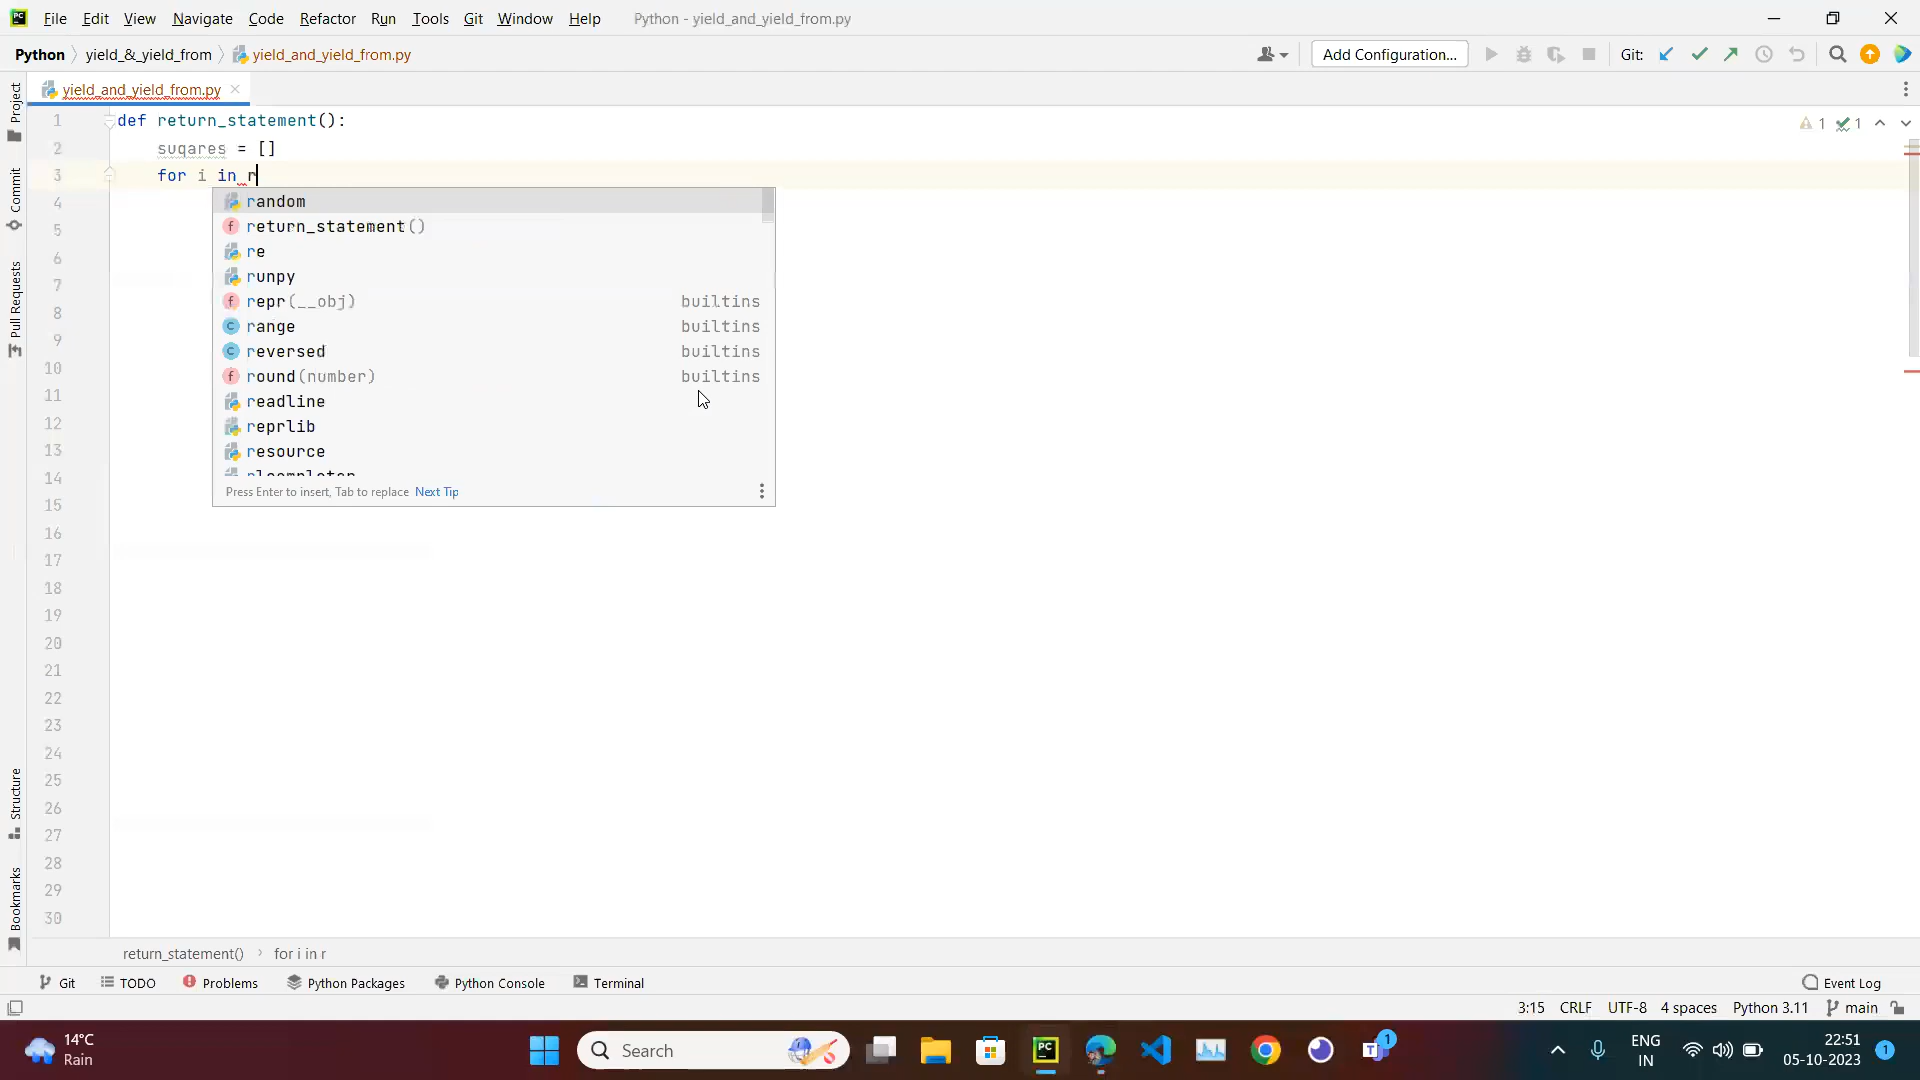 File Edit View Navigate Code Refactor Run Tools Git Window Help Python - yield_and_yield_from.py
Python yield_&_yield_from yield_and_yield_from.py Add Configuration... Git:
yield_and_yield_from.py
Project
Commit
Pull Requests
Structure
Bookmarks
1 def return_statement(): 1 1
2 suqares = []
3 for i in r
4
5
6
7
8
9
10
11
12
13
14
15
16
17
18
19
20
21
22
23
24
25
26
27
28
29
30
random
return_statement()
re
runpy
repr(__obj) builtins
range builtins
reversed builtins
round(number) builtins
readline
reprlib
resource
rlcompleter
Press Enter to insert, Tab to replace Next Tip
return_statement() for i in r
Git TODO Problems Python Packages Python Console Terminal Event Log
3:15 CRLF UTF-8 4 spaces Python 3.11 main
14°C
Rain
Search
1
ENG
IN
22:51
05-10-2023
1